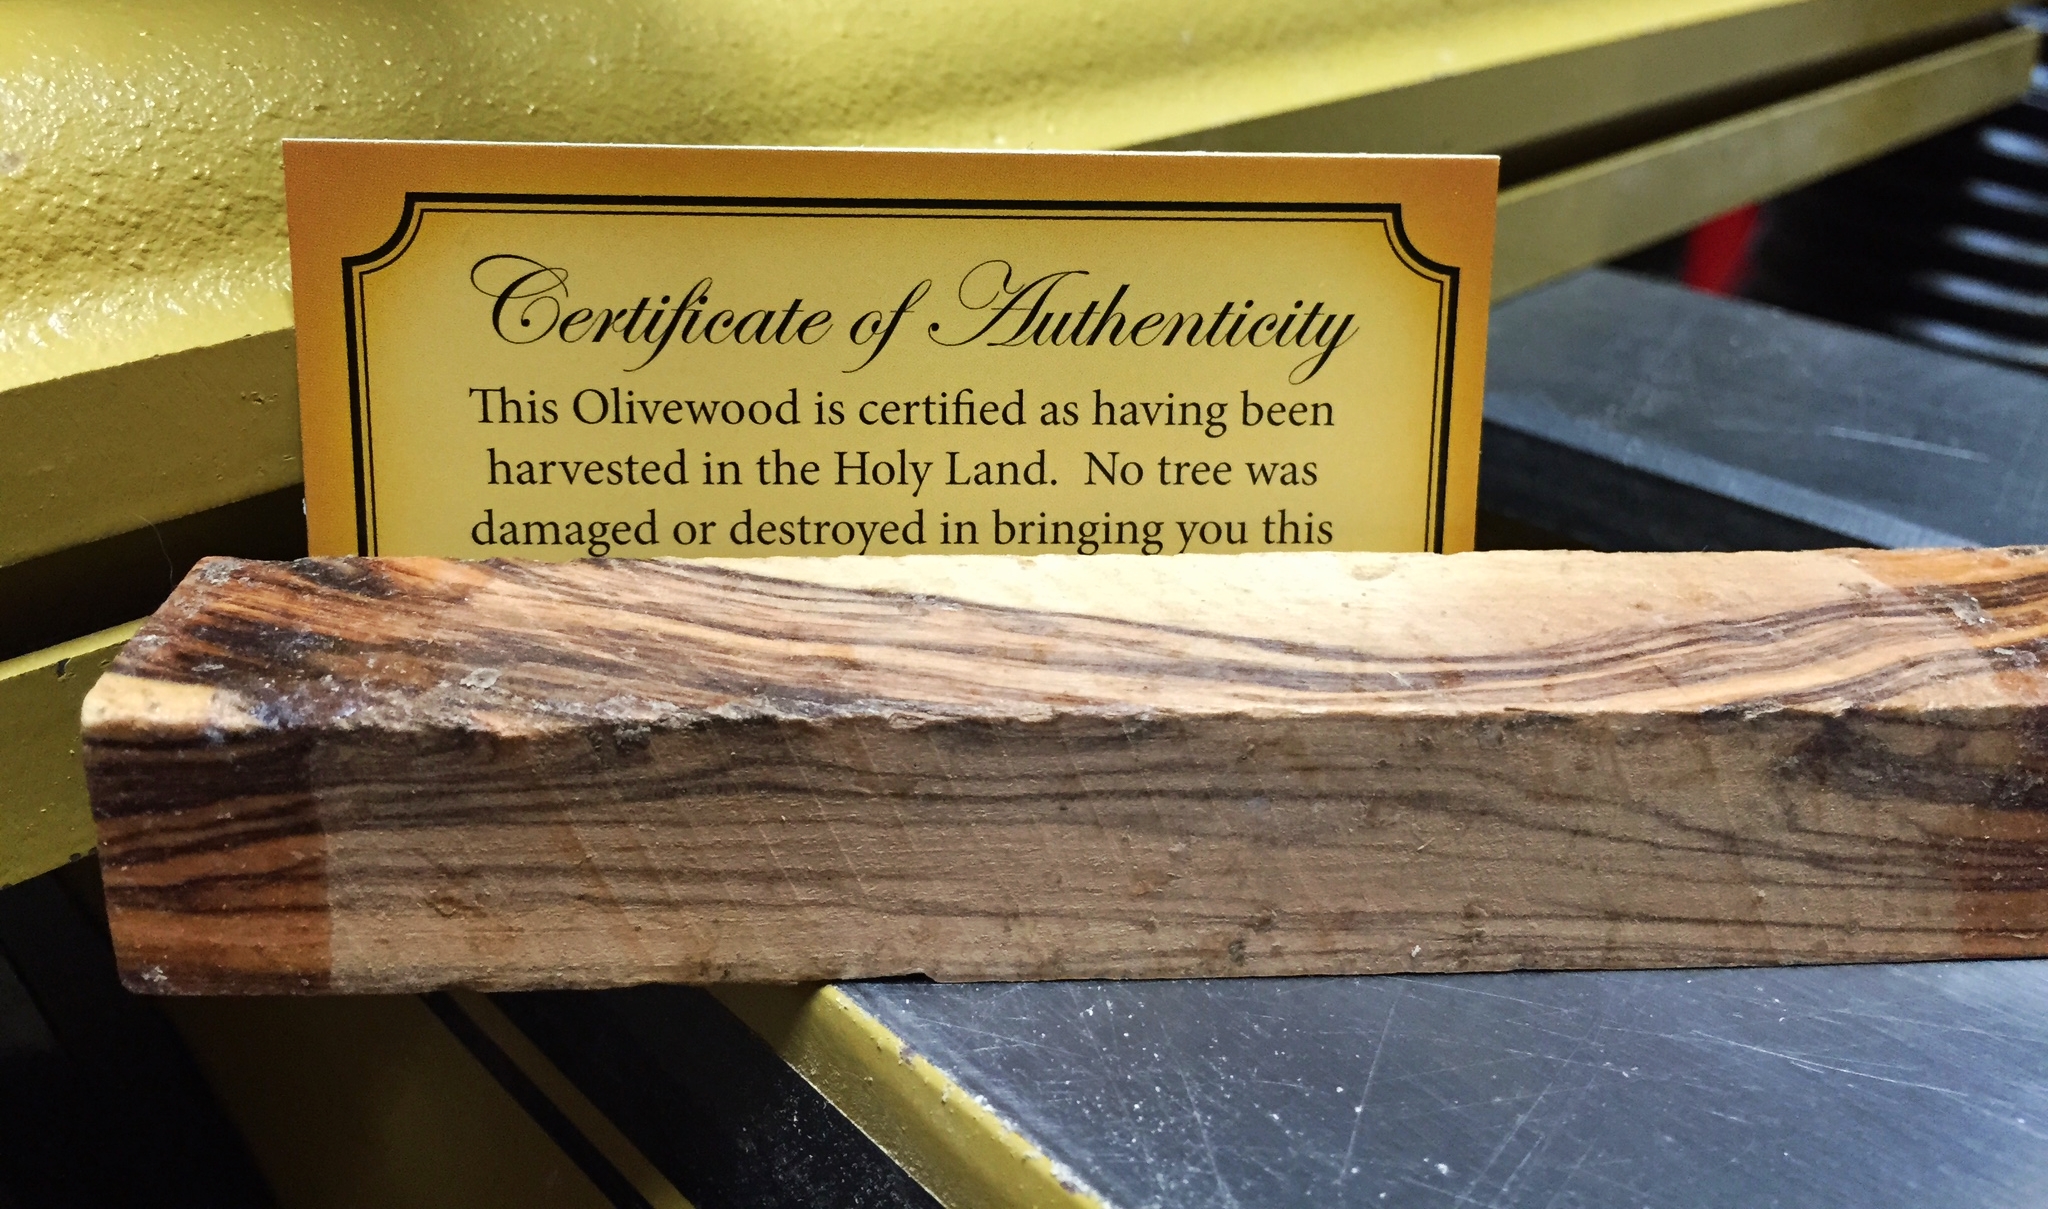 Certificate of Authenticity
This Olivewood is certified as having been
harvested in the Holy Land.  No tree was
damaged or destroyed in bringing you this